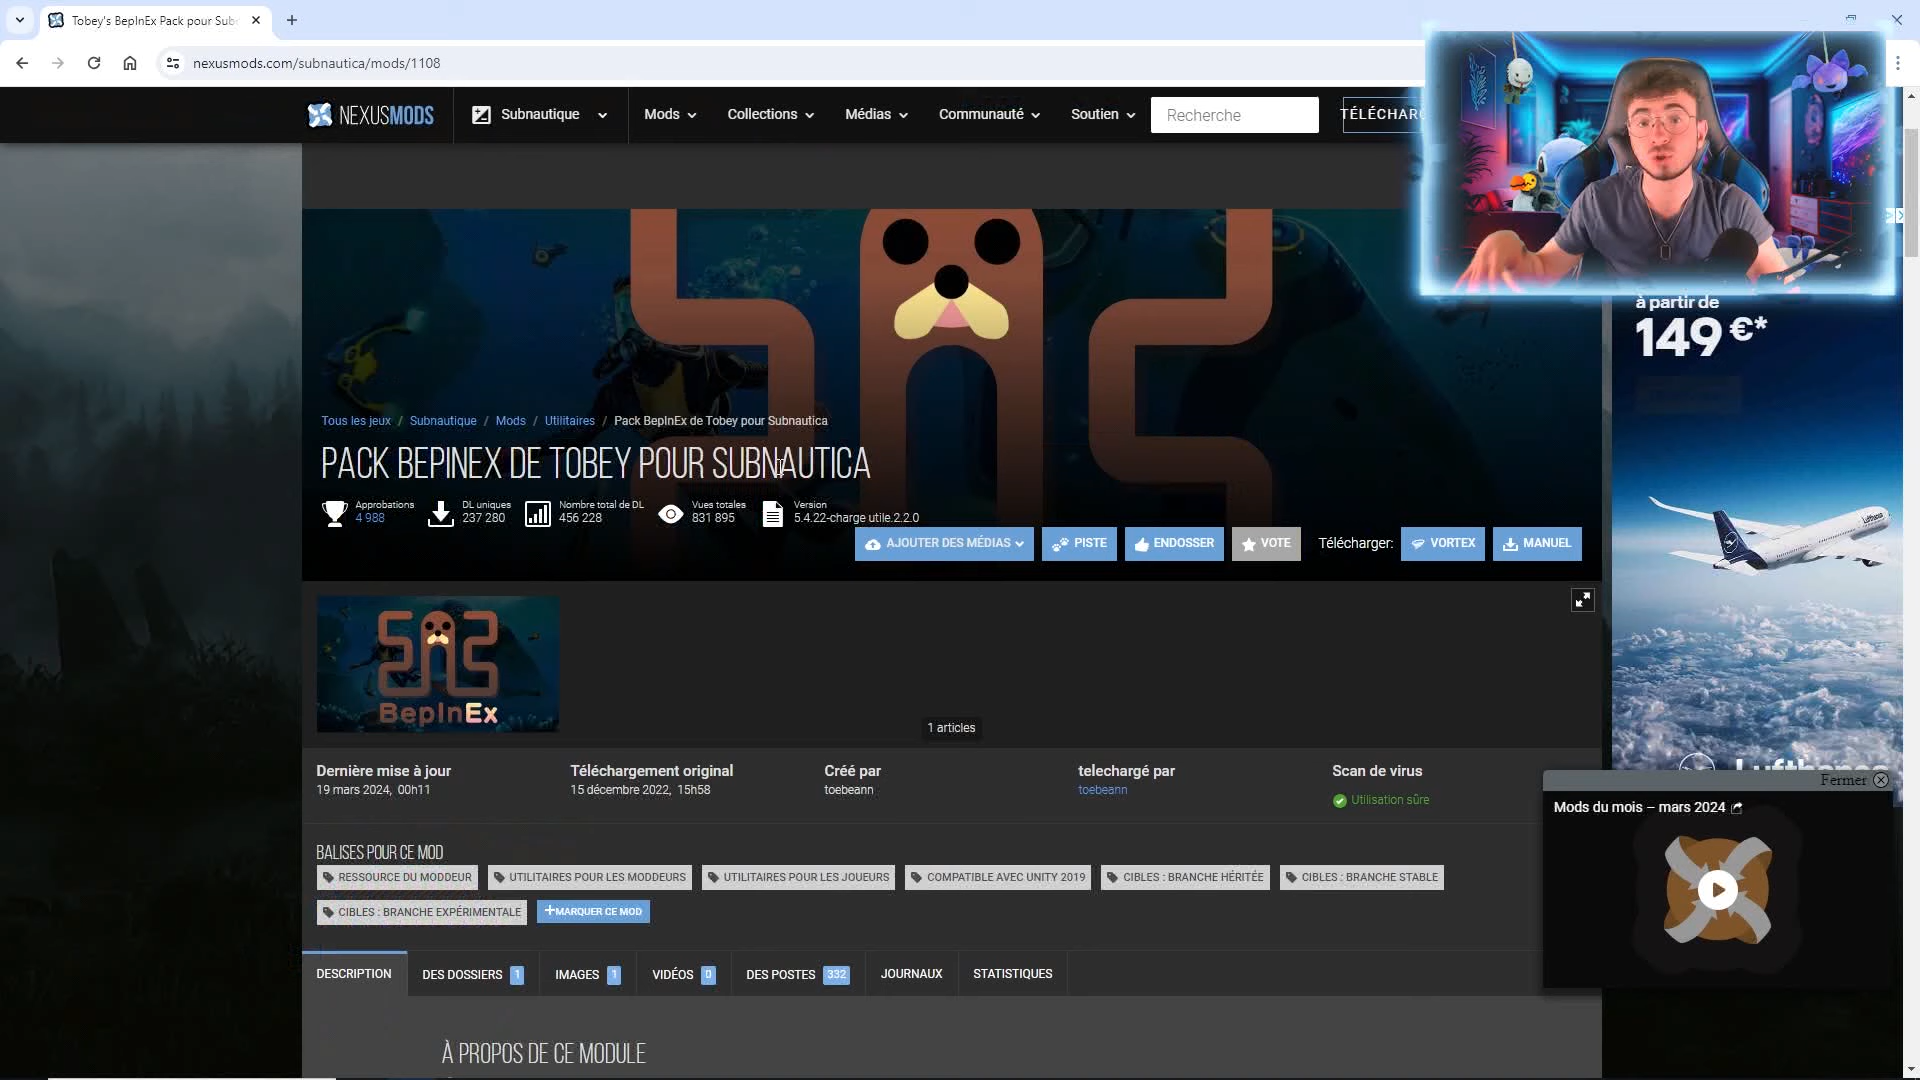 Tobey's BepInEx Pack pour Sub
nexusmods.com/subnautica/mods/1108
NEXUSMODS
Subnautique
Mods
Collections
Médias
Communauté
Soutien
Recherche
TÉLÉCHARG
à partir de
149 €*
Tous les jeux / Subnautique / Mods / Utilitaires / Pack BepInEx de Tobey pour Subnautica
PACK BEPINEX DE TOBEY POUR SUBNAUTICA
Approbations
4 988
DL uniques
237 280
Nombre total de DL
456 228
Vues totales
831 895
Version
5.4.22-charge utile.2.2.0
AJOUTER DES MÉDIAS
PISTE
ENDOSSER
VOTE
Télécharger:
VORTEX
MANUEL
Lufthansa
BepInEx
1 articles
Dernière mise à jour
19 mars 2024, 00h11
Téléchargement original
15 décembre 2022, 15h58
Créé par
toebeann
telechargé par
toebeann
Scan de virus
Utilisation sûre
Lufthansa
Fermer
Mods du mois – mars 2024
BALISES POUR CE MOD
RESSOURCE DU MODDEUR
UTILITAIRES POUR LES MODDEURS
UTILITAIRES POUR LES JOUEURS
COMPATIBLE AVEC UNITY 2019
CIBLES : BRANCHE HÉRITÉE
CIBLES : BRANCHE STABLE
CIBLES : BRANCHE EXPÉRIMENTALE
+MARQUER CE MOD
DESCRIPTION
DES DOSSIERS 1
IMAGES 1
VIDÉOS 0
DES POSTES 332
JOURNAUX
STATISTIQUES
À PROPOS DE CE MODULE